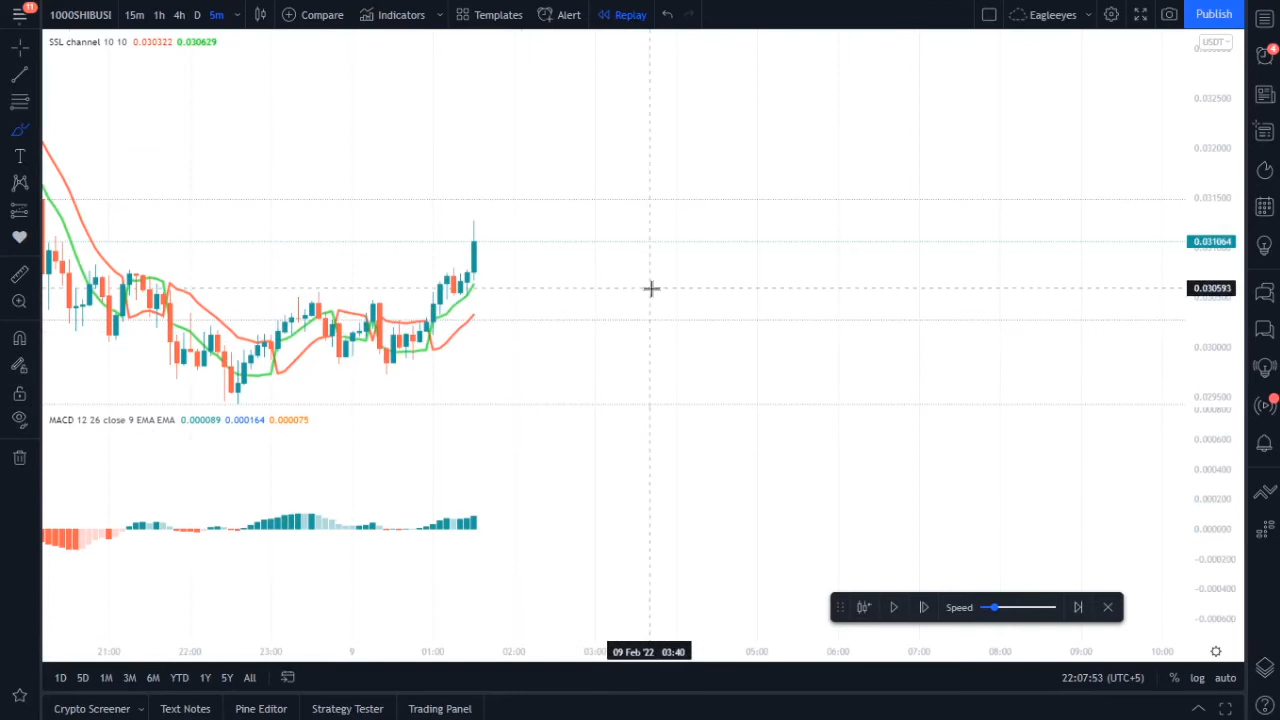 11
1000SHIBUSI 15m 1h 4h D 5m Compare Indicators Templates Alert Replay Eagleeyes Publish
SSL channel 10 10 0.030322 0.030629
USDT
4
0.032500
0.032000
0.031500
0.031064
0.030593
0.030000
0.029500
0.000800
MACD 12 26 close 9 EMA EMA 0.000089 0.000164 0.000075
0.000600
0.000400
0.000200
0.000000
−0.000200
−0.000400
−0.000600
Speed
21:00 22:00 23:00 9 01:00 02:00 03:00 09 Feb '22 03:40 05:00 06:00 07:00 08:00 09:00 10:00
1D 5D 1M 3M 6M YTD 1Y 5Y All 22:07:53 (UTC+5) % log auto
Crypto Screener Text Notes Pine Editor Strategy Tester Trading Panel